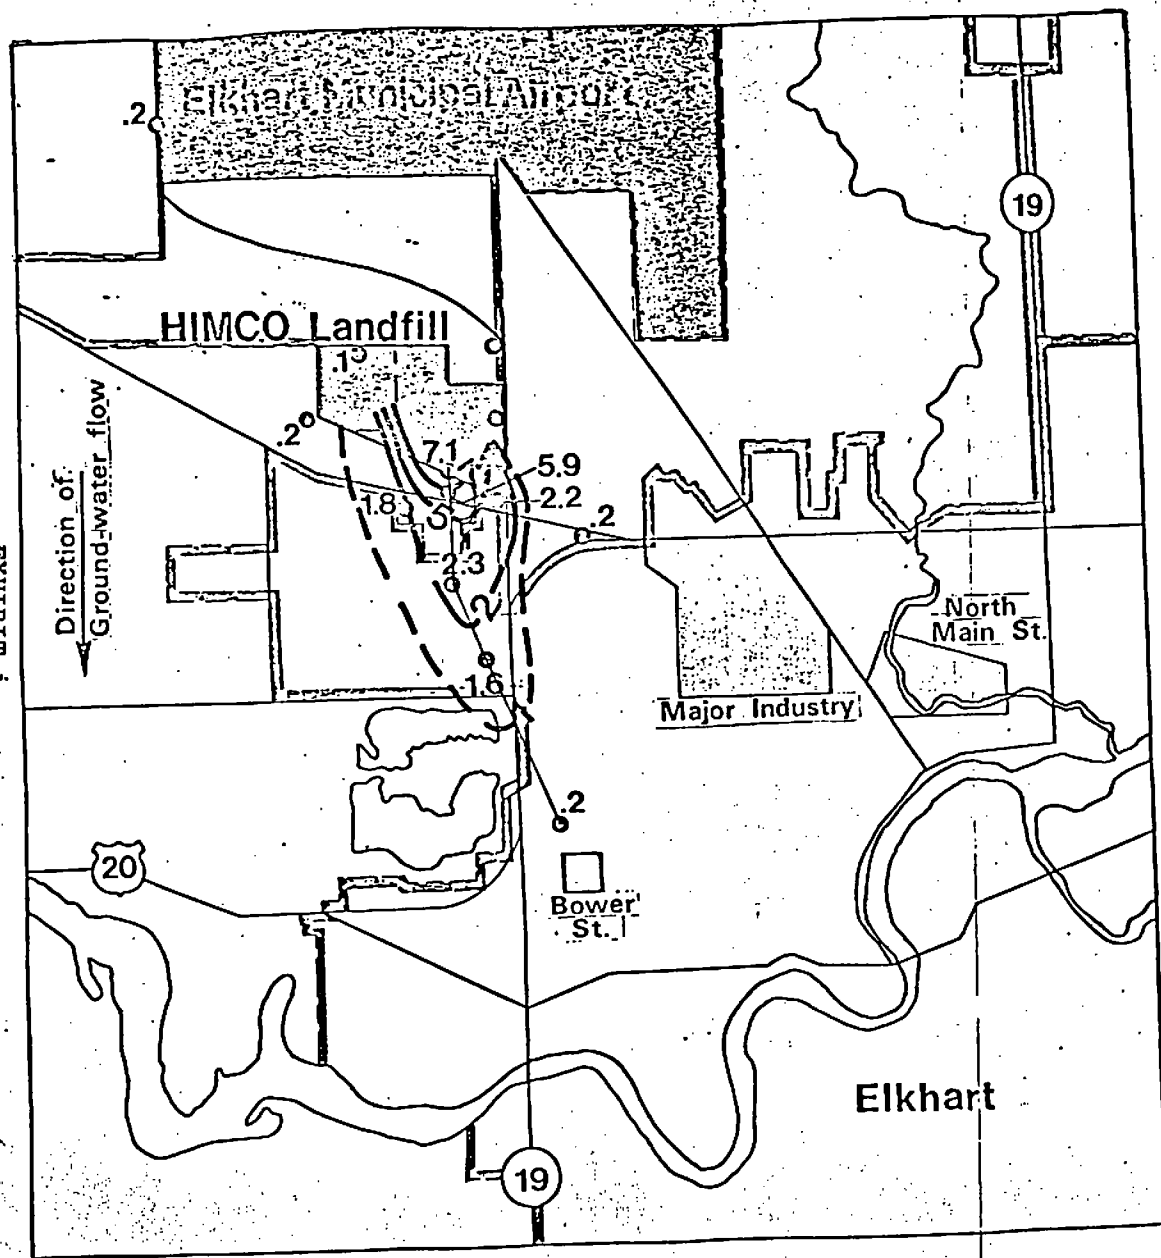 Elkhart Municipal Airport
.2
19
HIMCO Landfill
.1
.2
7.1
5.9
2.2
1.8
5
.2
2.3
2
1.6
Direction of
Ground-water flow
North
Main St.
Major Industry
.2
20
Bower
St.
Elkhart
19